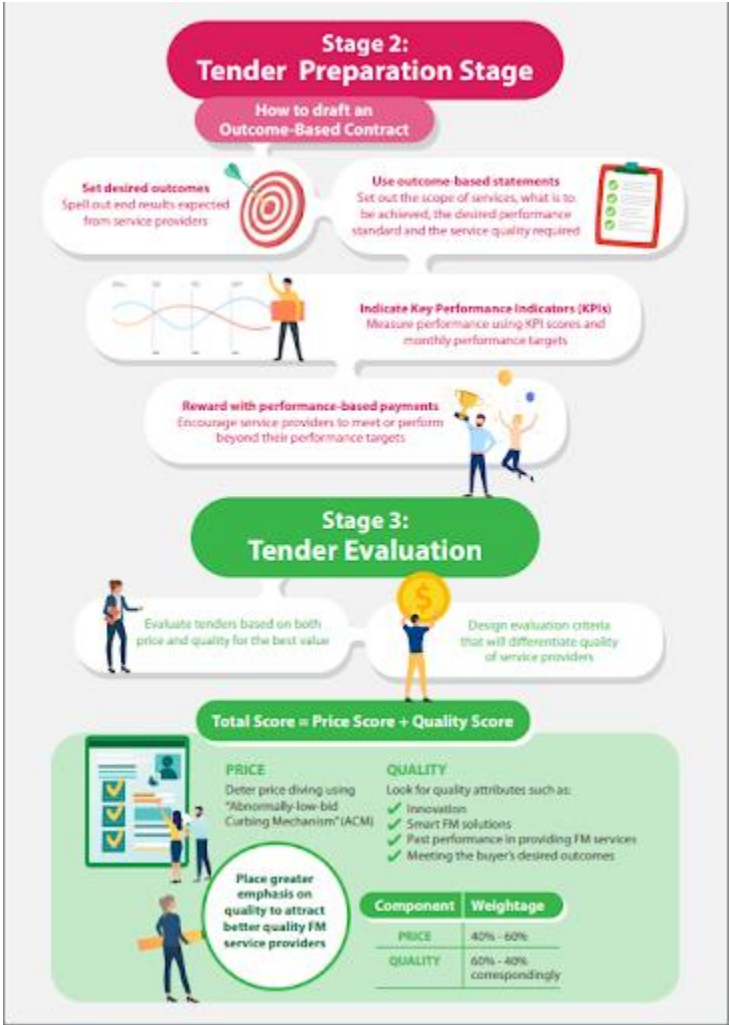 Stage 2:
Tender Preparation Stage
How to draft an
Outcome-Based Contract
Set desired outcomes
Spell out end results expected
from service providers
Use outcome-based statements
Set out the scope of services, what is to
be achieved, the desired performance
standard and the service quality required
Indicate Key Performance Indicators (KPIs)
Measure performance using KPI scores and
monthly performance targets
Reward with performance-based payments
Encourage service providers to meet or perform
beyond their performance targets
Stage 3:
Tender Evaluation
Evaluate tenders based on both
price and quality for the best value
$
Design evaluation criteria
that will differentiate quality
of service providers
Total Score = Price Score + Quality Score
PRICE
Deter price diving using
"Abnormally-low-bid
Curbing Mechanism" (ACM)
QUALITY
Look for quality attributes such as:
Innovation
Smart FM solutions
Past performance in providing FM services
Meeting the buyer's desired outcomes
Place greater
emphasis on
quality to attract
better quality FM
service providers
Component Weightage
PRICE 40% - 60%
QUALITY 60% - 40%
correspondingly